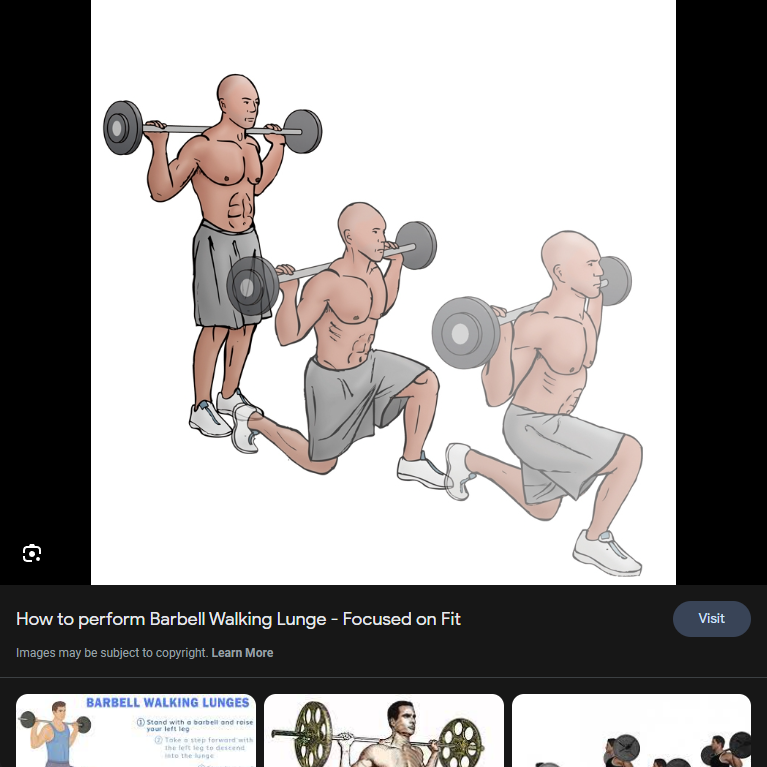 How to perform Barbell Walking Lunge - Focused on Fit
Visit
Images may be subject to copyright. Learn More
BARBELL WALKING LUNGES
1 Stand with a barbell and raise
your left leg
2 Take a step forward with
the left leg to descend
into the lunge